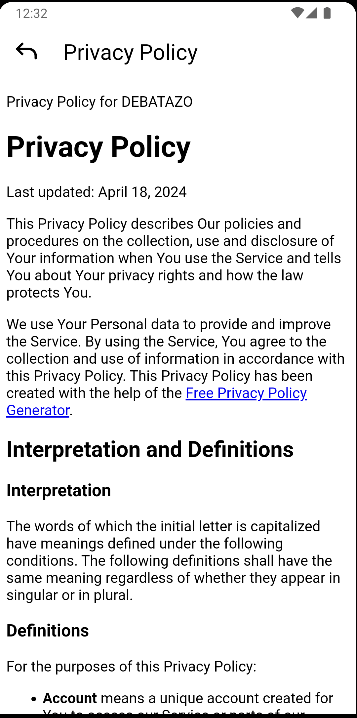 12:32
Privacy Policy
Privacy Policy for DEBATAZO
Privacy Policy
Last updated: April 18, 2024
This Privacy Policy describes Our policies and
procedures on the collection, use and disclosure of
Your information when You use the Service and tells
You about Your privacy rights and how the law
protects You.
We use Your Personal data to provide and improve
the Service. By using the Service, You agree to the
collection and use of information in accordance with
this Privacy Policy. This Privacy Policy has been
created with the help of the Free Privacy Policy
Generator.
Interpretation and Definitions
Interpretation
The words of which the initial letter is capitalized
have meanings defined under the following
conditions. The following definitions shall have the
same meaning regardless of whether they appear in
singular or in plural.
Definitions
For the purposes of this Privacy Policy:
• Account means a unique account created for
You to access our Service or parts of our